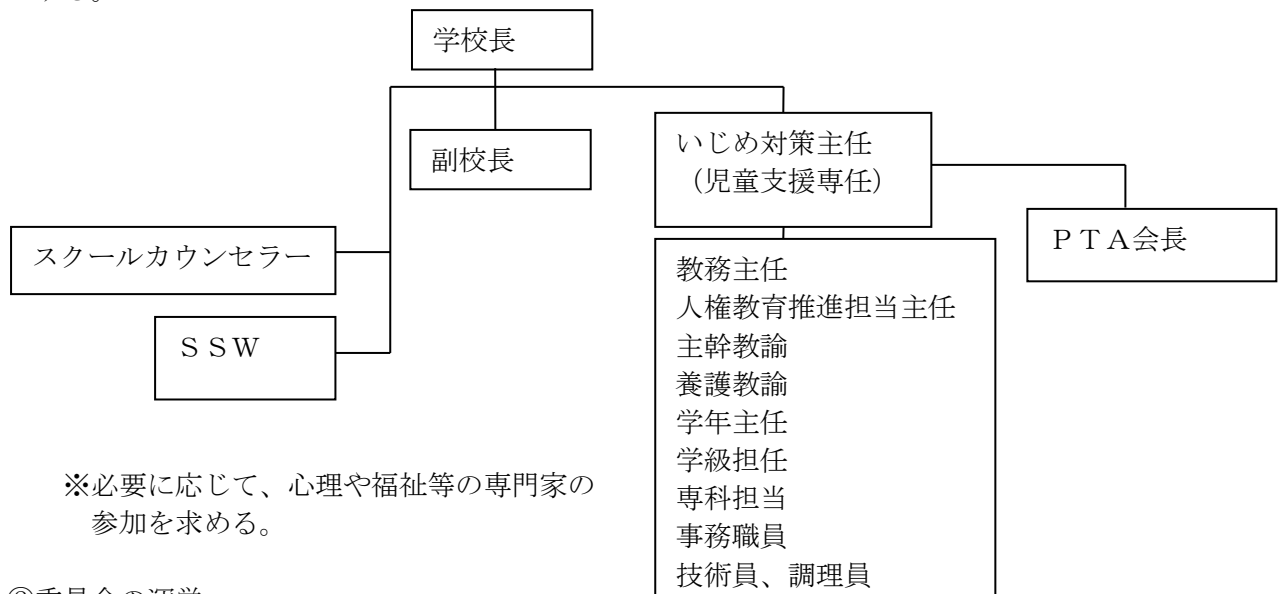 学校長
副校長
いじめ対策主任
（児童支援専任）
ＰＴＡ会長
スクールカウンセラー
ＳＳＷ
教務主任
人権教育推進担当主任
主幹教諭
養護教諭
学年主任
学級担任
専科担当
事務職員
技術員、調理員
※必要に応じて、心理や福祉等の専門家の
参加を求める。